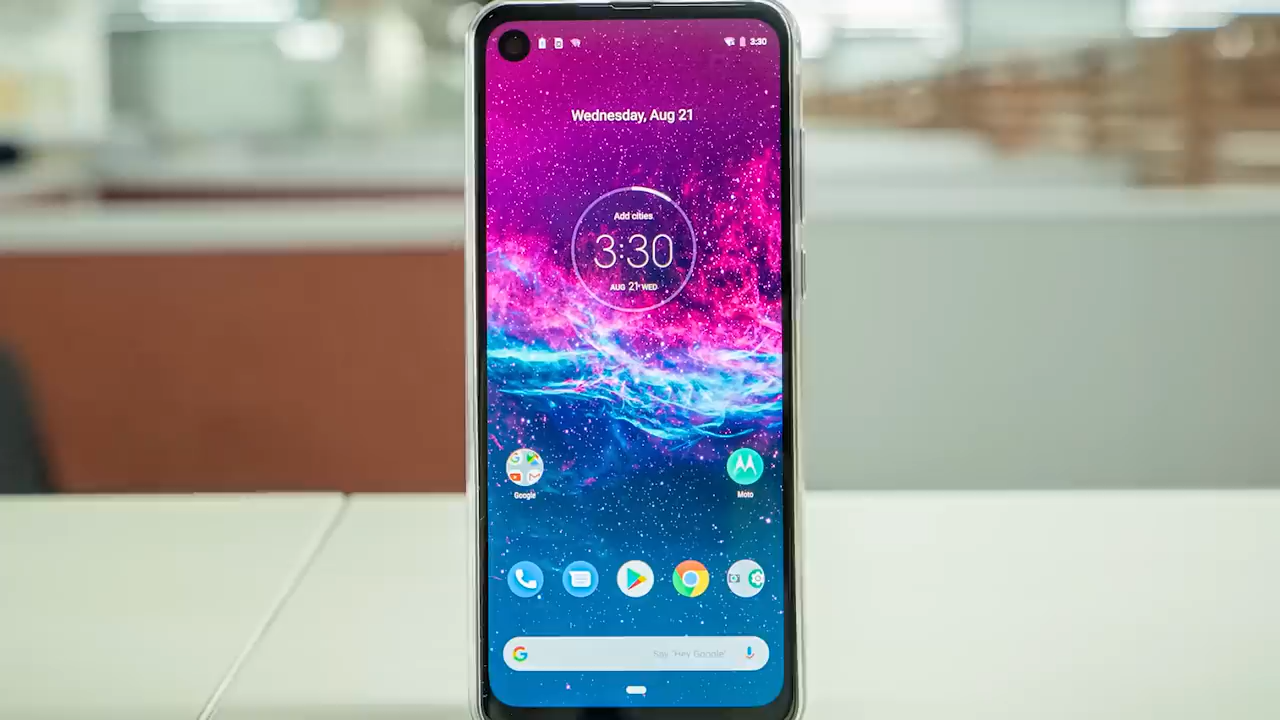 3:30
Wednesday, Aug 21
Add cities
3:30
AUG 21 WED
Google
Moto
Say "Hey Google"